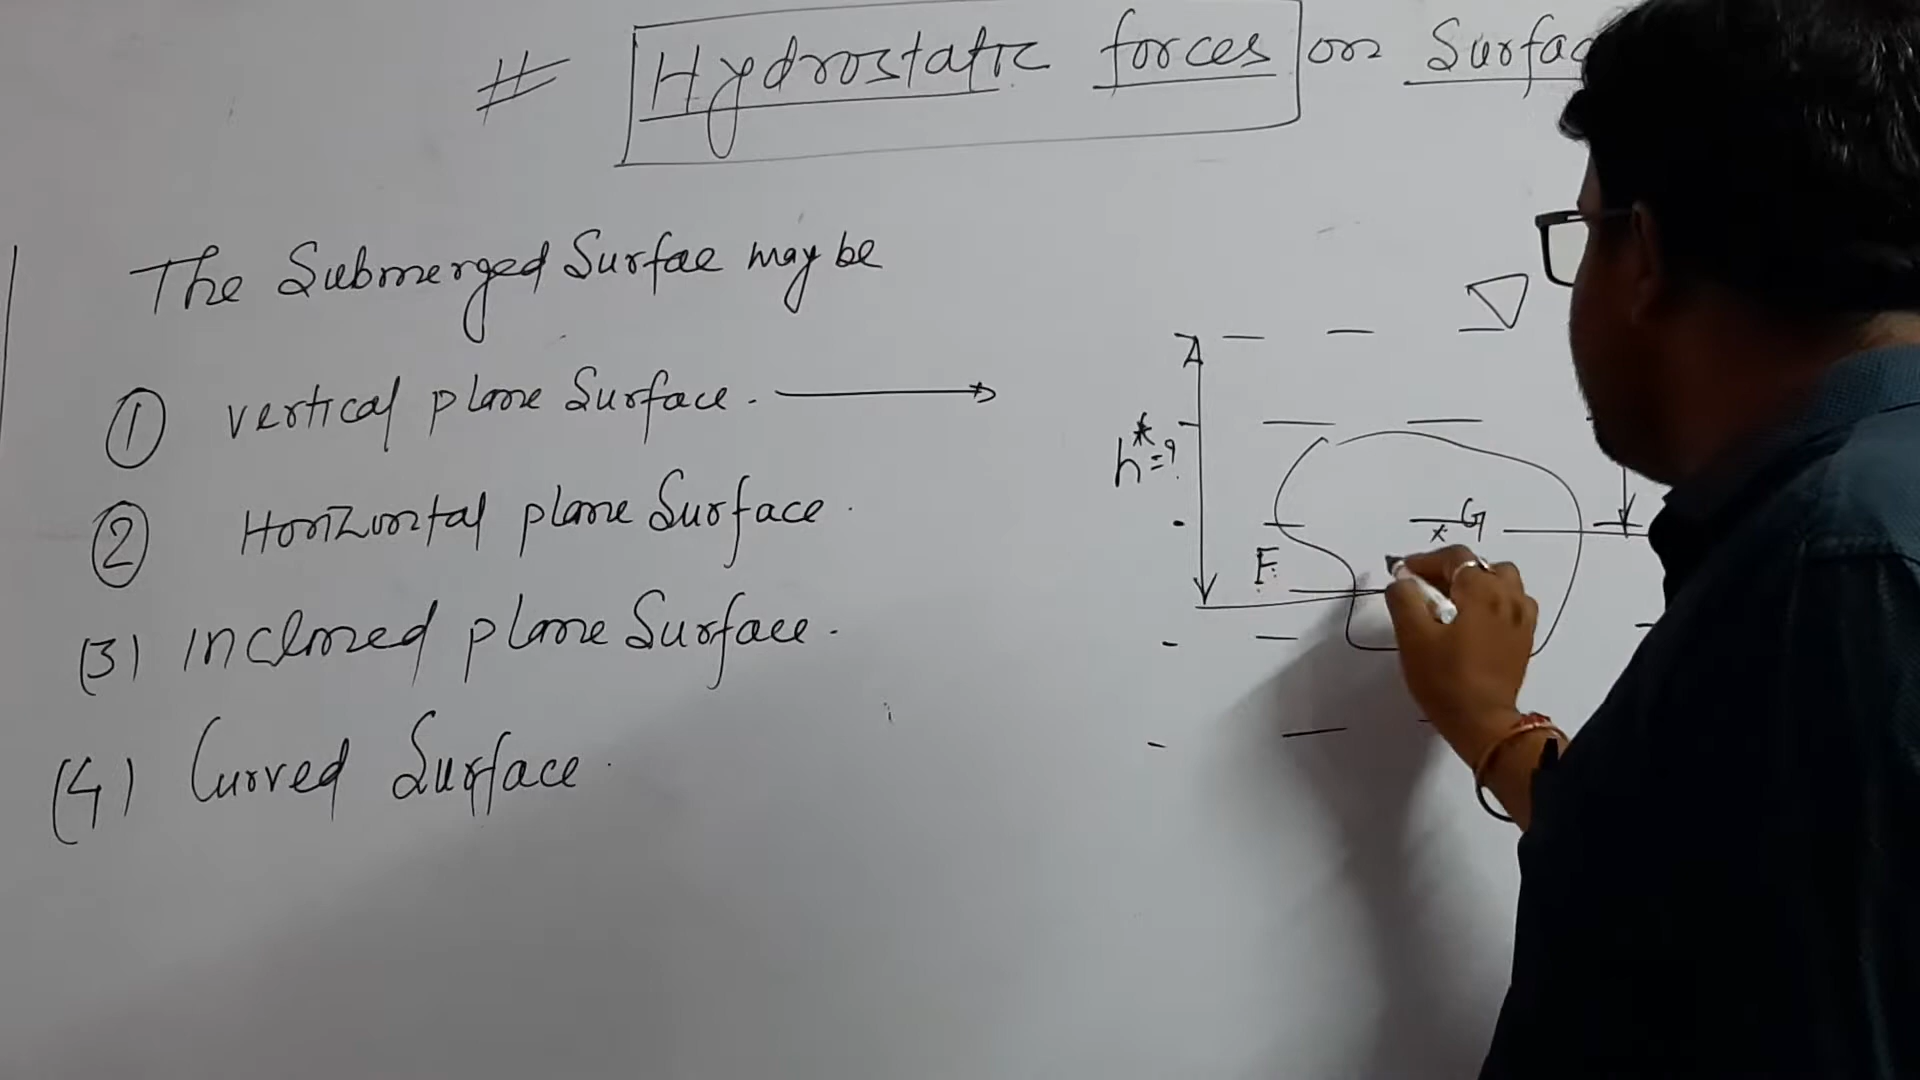 # Hydrostatic forces on Surfac
The Submerged Surfae may be
① vertical plane Surface.
② Horizontal plane Surface.
(3) Inclined plane Surface.
(4) Curved Surface.
h*=?
G
F